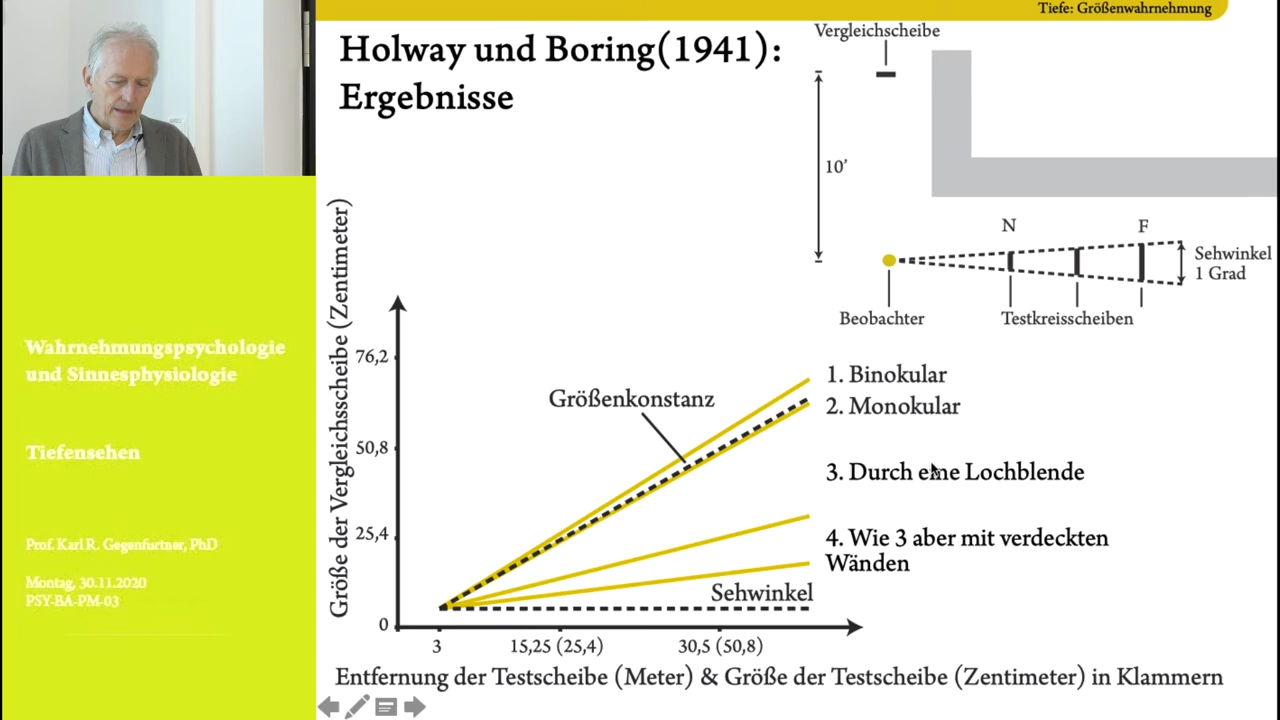 Tiefe: Größenwahrnehmung
Holway und Boring(1941):
Ergebnisse
Vergleichscheibe
10’
N
F
Sehwinkel
1 Grad
Beobachter
Testkreisscheiben
Wahrnehmungspsychologie
und Sinnesphysiologie
Tiefensehen
Prof. Karl R. Gegenfurtner, PhD
Montag, 30.11.2020
PSY-BA-PM-03
Größe der Vergleichsscheibe (Zentimeter)
76,2
50,8
25,4
0
Größenkonstanz
1. Binokular
2. Monokular
3. Durch eine Lochblende
4. Wie 3 aber mit verdeckten
Wänden
Sehwinkel
3
15,25 (25,4)
30,5 (50,8)
Entfernung der Testscheibe (Meter) & Größe der Testscheibe (Zentimeter) in Klammern